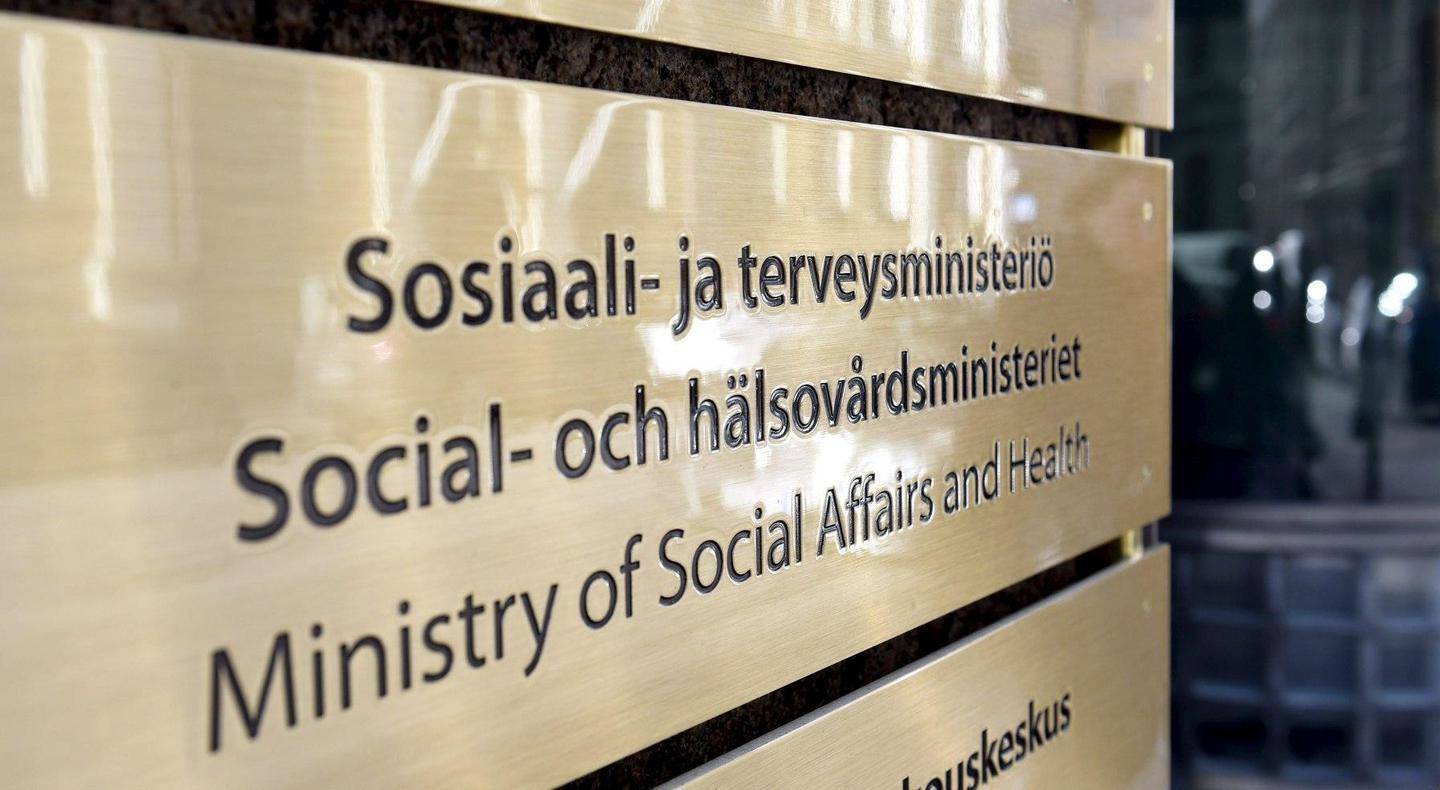 Sosiaali- ja terveysministeriö
Social- och hälsovårdsministeriet
Ministry of Social Affairs and Health